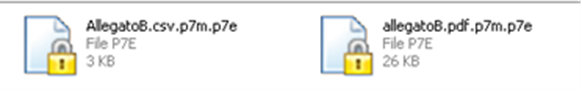 AllegatoB.csv.p7m.p7e
File P7E
3 KB
allegatoB.pdf.p7m.p7e
File P7E
26 KB